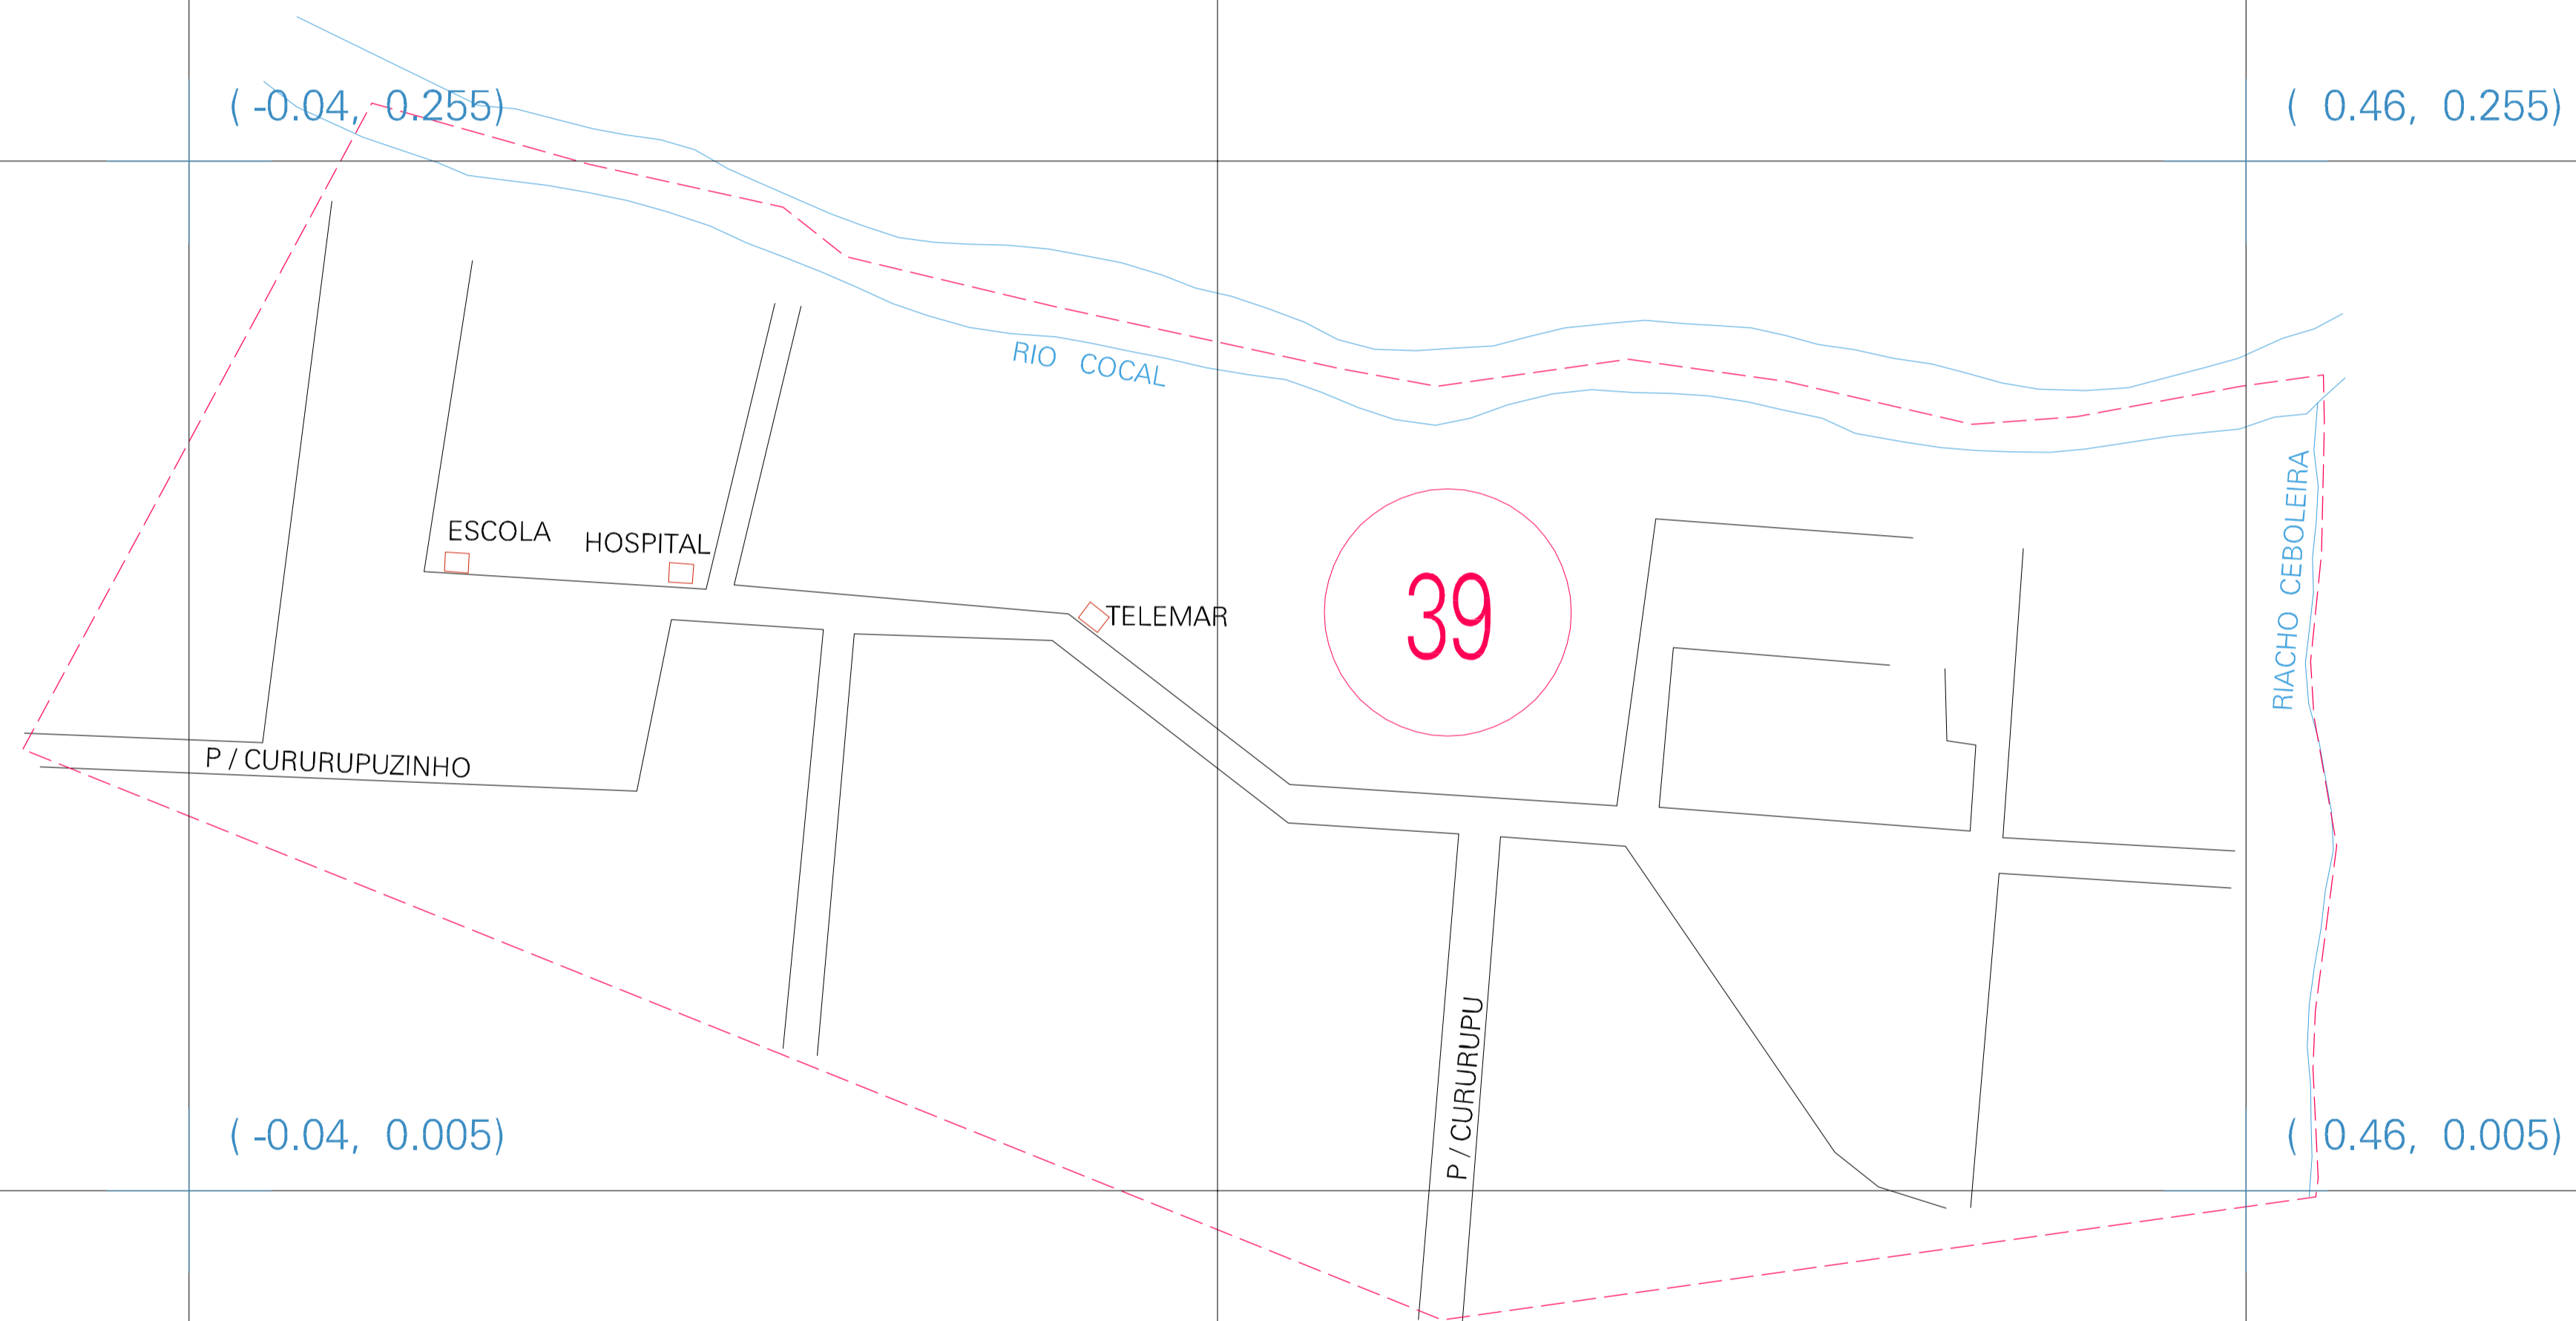 ( -0.04, 0.255)
( 0.46, 0.255)
RIO COCAL
RIACHO CEBOLEIRA
ESCOLA
HOSPITAL
TELEMAR
39
P / CURURUPUZINHO
P / CURURUPU
( -0.04, 0.005)
( 0.46, 0.005)